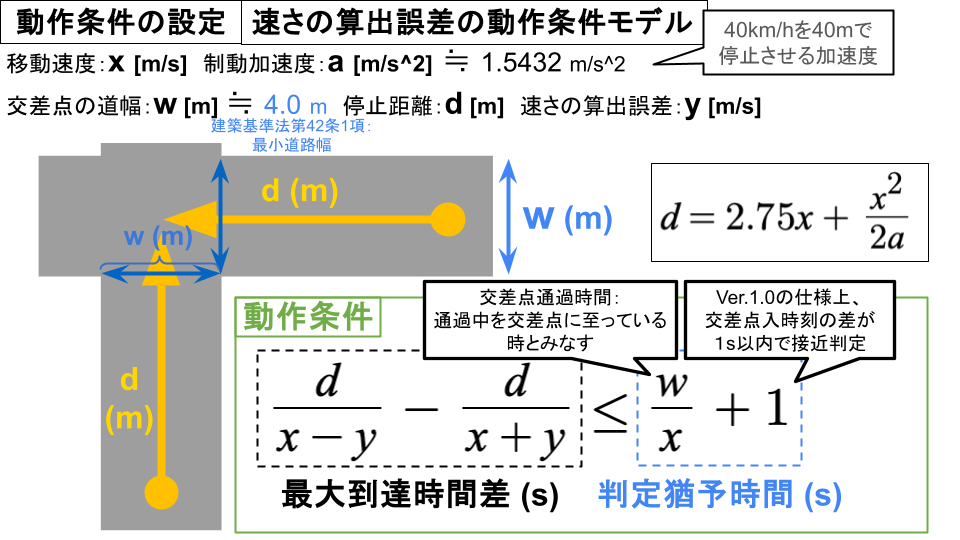 動作条件の設定
速さの算出誤差の動作条件モデル
40km/hを40mで
停止させる加速度
移動速度：x [m/s] 制動加速度：a [m/s^2] ≒ 1.5432 m/s^2
交差点の道幅：w [m] ≒ 4.0 m 停止距離：d [m] 速さの算出誤差：y [m/s]
建築基準法第42条1項：
最小道路幅
d (m)
w (m)
w (m)
d = 2.75x + x^2/2a
d
(m)
動作条件
交差点通過時間：
通過中を交差点に至っている
時とみなす
Ver.1.0の仕様上、
交差点入時刻の差が
1s以内で接近判定
d/(x − y) − d/(x + y) ≤ w/x + 1
最大到達時間差 (s)
判定猶予時間 (s)